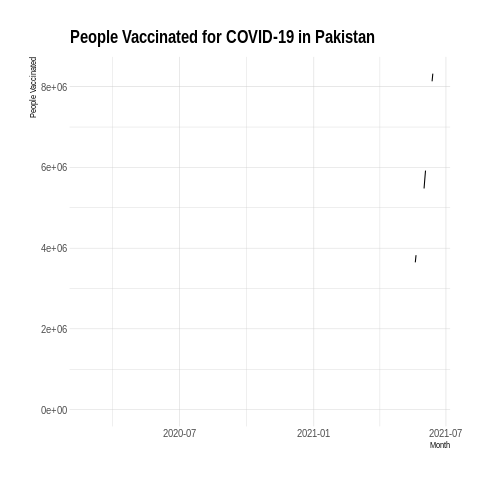 People Vaccinated for COVID-19 in Pakistan
People Vaccinated
8e+06
6e+06
4e+06
2e+06
0e+00
2020-07
2021-01
2021-07
Month